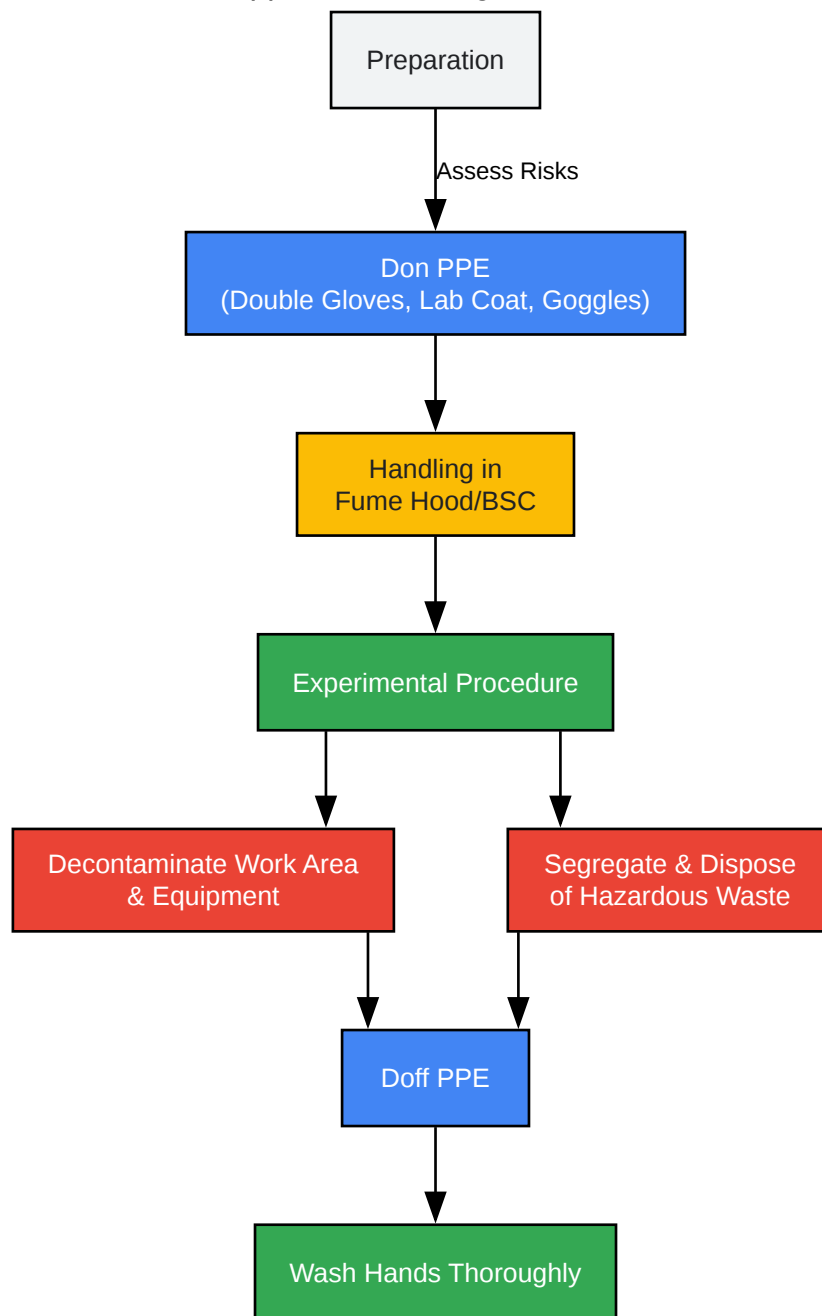 Preparation
Assess Risks
Don PPE
(Double Gloves, Lab Coat, Goggles)
Handling in
Fume Hood/BSC
Experimental Procedure
Decontaminate Work Area
& Equipment
Segregate & Dispose
of Hazardous Waste
Doff PPE
Wash Hands Thoroughly